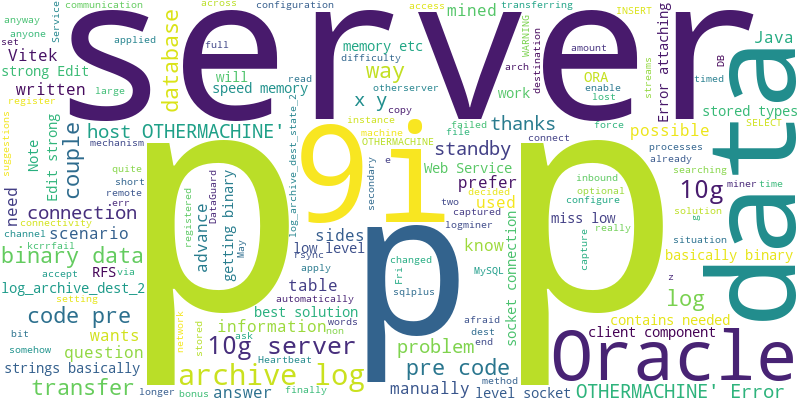 server
p
p
p
9i
data
Oracle
communication
across
configuration
access
transferring
anyway
anyone
Service
full
applied
set
Vitek
strong Edit
database
mined
memory etc
way
amount
WARNING
INSERT
Error attaching
Java
DB
large
arch
destination
ORA
streams
timed
will
speed memory
difficulty
otherserver
read
written
x y
work
enable
lost
copy
stored types
suggestions
register
couple
host OTHERMACHINE'
instance
machine
OTHERMACHINE
failed
file
force
possible
SELECT
Edit strong
mechanism
thanks
connect
Note
log_archive_dest_state_2
standby
processes
already
quite
e
two
Web Service
prefer
10g
miner
time
short
remote
err
registered
DataGuard
getting binary
advance
secondary
captured
logminer
used
decided
inbound
optional
configure
searching
solution
g
need
scenario
connection
connectivity
May
sides
low level
rsync
know
really
miss low
situation
channel
kcrrfail
binary data
accept
RFS
via
apply
table
changed
Fri
sqlplus
MySQL
capture
socket connection
z
basically binary
log_archive_dest_2
setting
automatically
words
non
best solution
information
log
contains needed
code pre
bit
somehow
wants
question
network
stored
10g server
Heartbeat
ask
problem
afraid
dest
end
client component
strings basically
transfer
longer
bonus
archive log
answer
finally
manually
method
pre code
level socket
OTHERMACHINE' Error